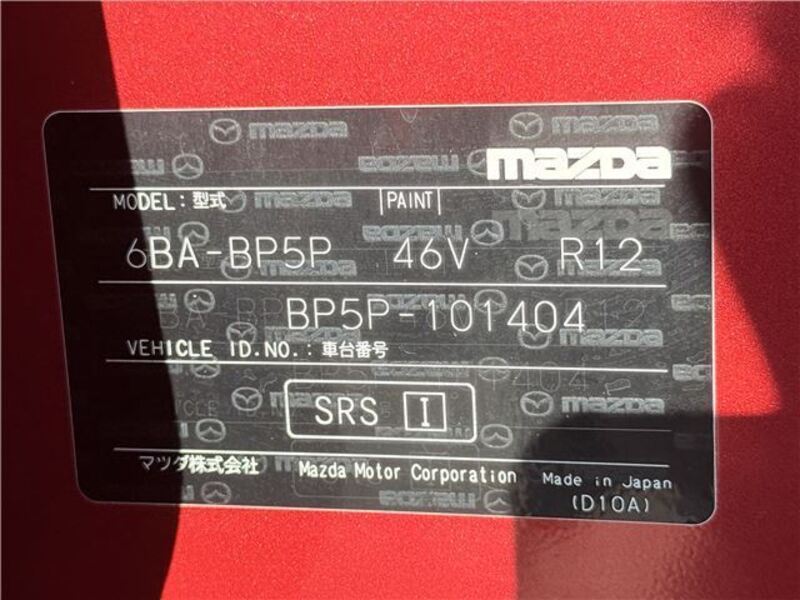 mazda
MODEL: 型式 PAINT
6BA-BP5P 46V R12
BP5P-101404
VEHICLE ID.NO.: 車台番号
SRS I
マツダ株式会社 Mazda Motor Corporation Made in Japan
(D10A)